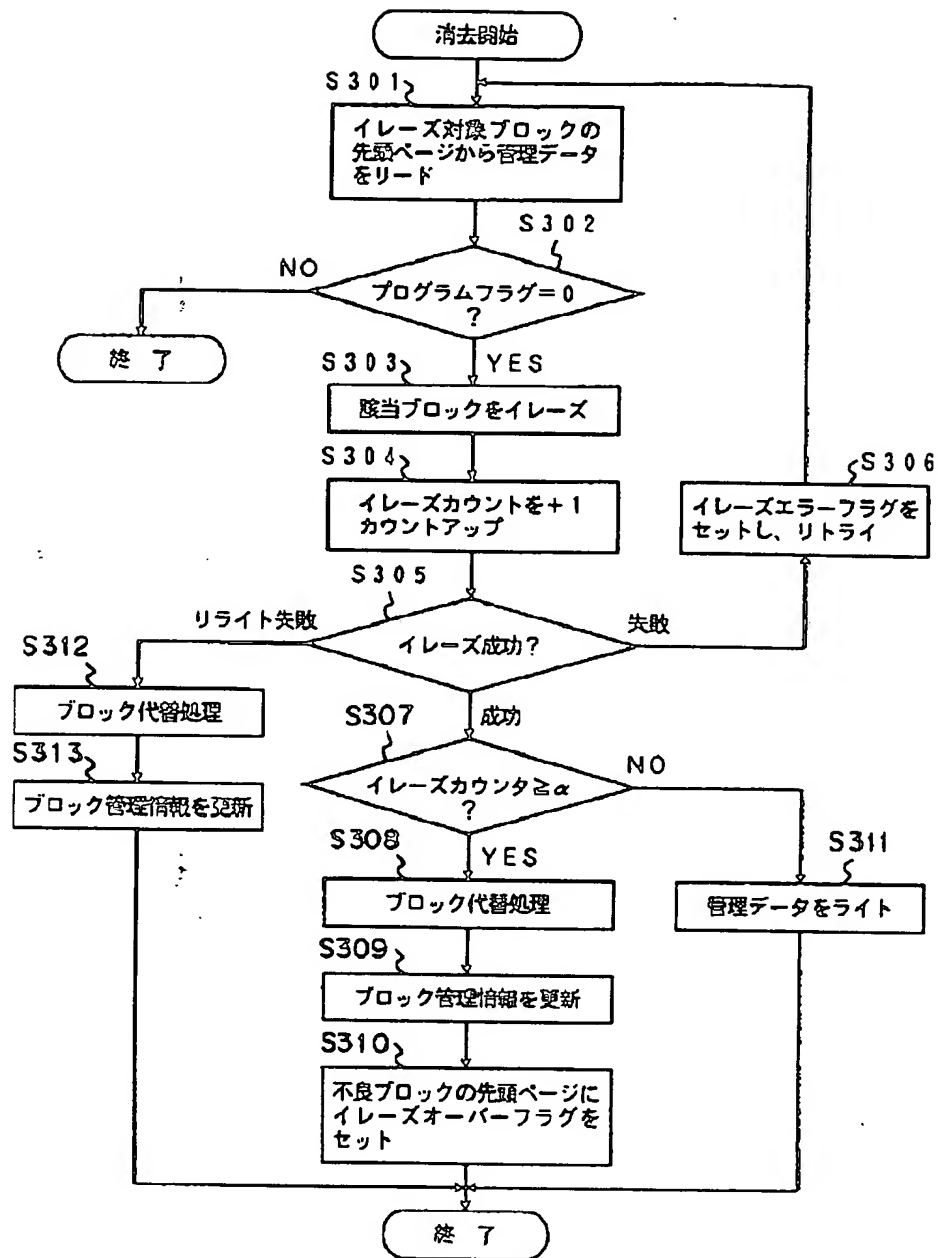 消去開始
S301
イレーズ対象ブロックの
先頭ページから管理データ
をリード
S302
プログラムフラグ=0
?
NO
終 了
YES
S303
該当ブロックをイレーズ
S304
イレーズカウントを+1
カウントアップ
S306
イレーズエラーフラグを
セットし、リトライ
S305
イレーズ成功?
リライト失敗
失敗
成功
S312
ブロック代替処理
S313
ブロック管理情報を更新
S307
イレーズカウンタ≧α
?
NO
YES
S308
ブロック代替処理
S311
管理データをライト
S309
ブロック管理情報を更新
S310
不良ブロックの先頭ページに
イレーズオーバーフラグを
セット
終 了